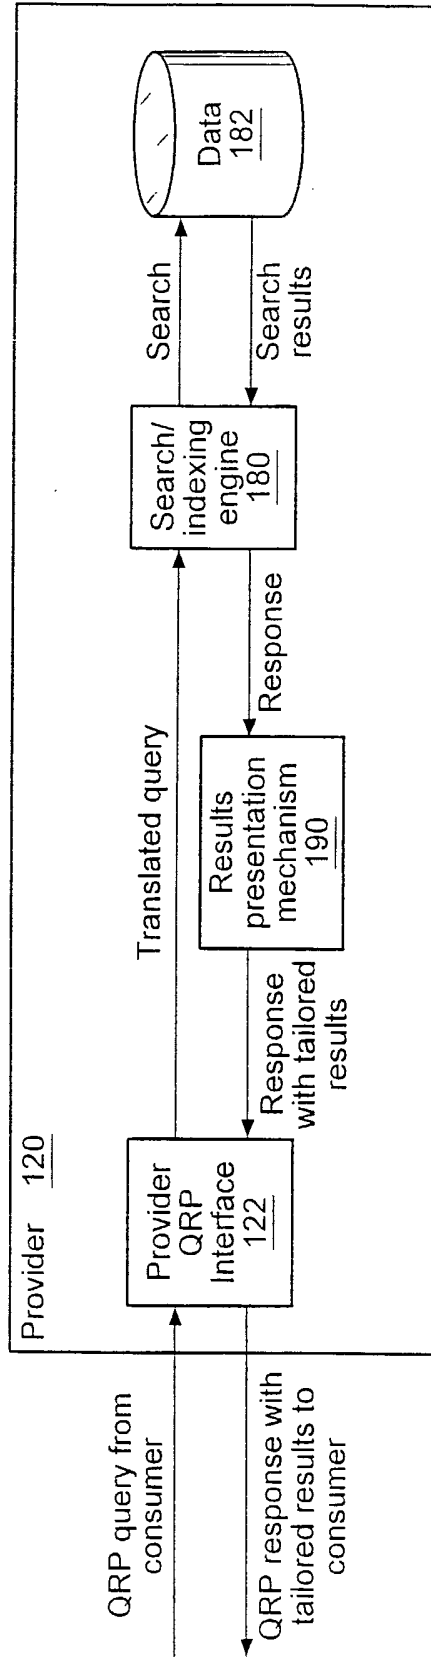 Provider 120
QRP query from
consumer
QRP response with
tailored results to
consumer
Provider
QRP
Interface
122
Translated query
Response
with tailored
results
Results
presentation
mechanism
190
Response
Search/
indexing
engine
180
Search
Search
results
Data
182